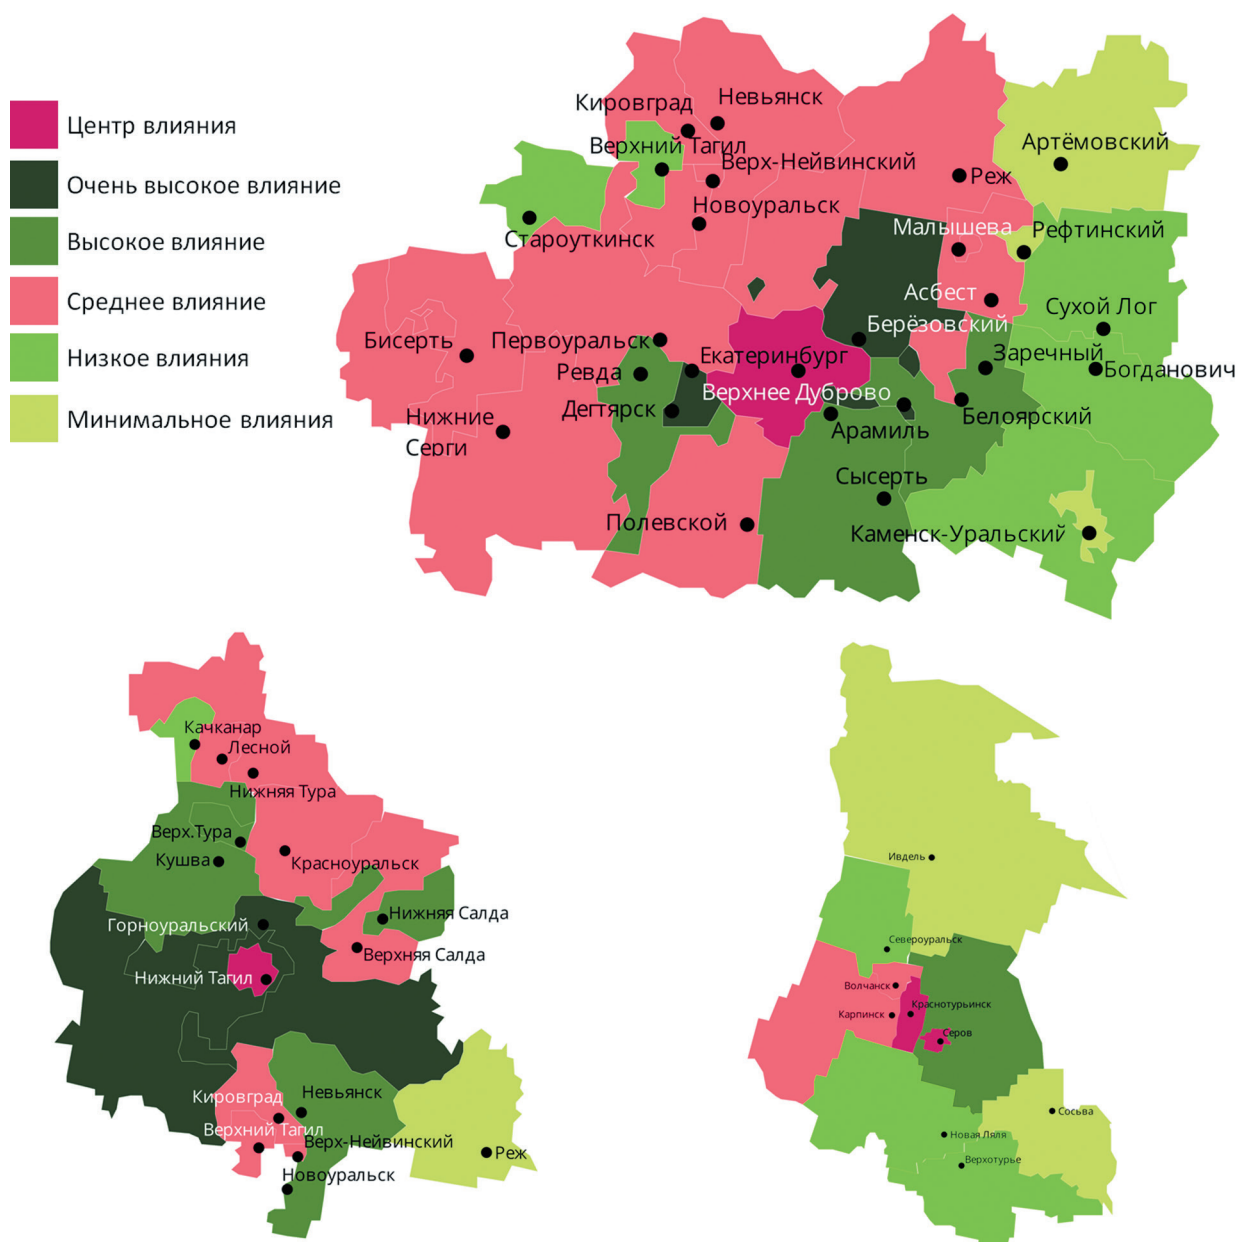 Центр влияния
Очень высокое влияние
Высокое влияние
Среднее влияние
Низкое влияния
Минимальное влияния
Кировград
Невьянск
Верхний Тагил
Верх-Нейвинский
Артёмовский
Реж
Новоуральск
Староуткинск
Малышева
Рефтинский
Асбест
Сухой Лог
Берёзовский
Бисерть
Первоуральск
Екатеринбург
Заречный
Богданович
Ревда
Верхнее Дуброво
Дегтярск
Нижние
Серги
Арамиль
Белоярский
Сысерть
Полевской
Каменск-Уральский
Качканар
Лесной
Нижняя Тура
Верх.Тура
Кушва
Красноуральск
Горноуральский
Нижняя Салда
Верхняя Салда
Нижний Тагил
Невьянск
Кировград
Верхний Тагил
Верх-Нейвинский
Реж
Новоуральск
Ивдель
Североуральск
Волчанск
Краснотурьинск
Карпинск
Серов
Сосьва
Новая Ляля
Верхотурье